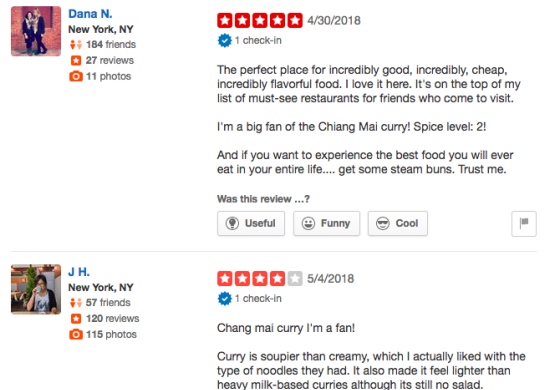 Dana N.
New York, NY
184 friends
27 reviews
11 photos
4/30/2018
1 check-in
The perfect place for incredibly good, incredibly, cheap,
incredibly flavorful food. I love it here. It's on the top of my
list of must-see restaurants for friends who come to visit.
I'm a big fan of the Chiang Mai curry! Spice level: 2!
And if you want to experience the best food you will ever
eat in your entire life.... get some steam buns. Trust me.
Was this review ...?
Useful
Funny
Cool
J H.
New York, NY
57 friends
120 reviews
115 photos
5/4/2018
1 check-in
Chang mai curry I'm a fan!
Curry is soupier than creamy, which I actually liked with the
type of noodles they had. It also made it feel lighter than
heavy milk-based curries although its still no salad.